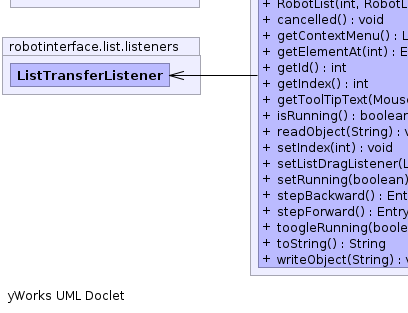 robotinterface.list.listeners
ListTransferListener
+ RobotList(int, RobotL
+ cancelled() : void
+ getContextMenu() : L
+ getElementAt(int) : E
+ getId() : int
+ getIndex() : int
+ getToolTipText(Mouse
+ isRunning() : boolean
+ readObject(String) : v
+ setIndex(int) : void
+ setListDragListener(L
+ setRunning(boolean)
+ stepBackward() : Ent
+ stepForward() : Entry
+ toogleRunning(boole
+ toString() : String
+ writeObject(String) : v
yWorks UML Doclet